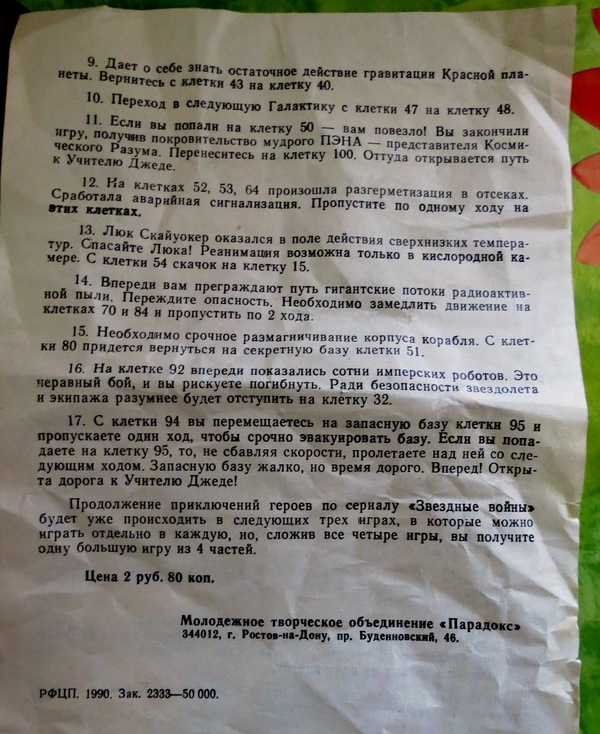 9. Дает о себе знать остаточное действие гравитации Красной пла-
неты. Вернитесь с клетки 43 на клетку 40.
10. Переход в следующую Галактику с клетки 47 на клетку 48.
11. Если вы попали на клетку 50 — вам повезло! Вы закончили
игру, получив покровительство мудрого ПЭНА — представителя Косми-
ческого Разума. Перенеситесь на клетку 100. Оттуда открывается путь
к Учителю Джеде.
12. На клетках 52, 53, 64 произошла разгерметизация в отсеках.
Сработала аварийная сигнализация. Пропустите по одному ходу на
этих клетках.
13. Люк Скайуокер оказался в поле действия сверхнизких темпера-
тур. Спасайте Люка! Реанимация возможна только в кислородной ка-
мере. С клетки 54 скачок на клетку 15.
14. Впереди вам преграждают путь гигантские потоки радиоактив-
ной пыли. Переждите опасность. Необходимо замедлить движение на
клетках 70 и 84 и пропустить по 2 хода.
15. Необходимо срочное размагничивание корпуса корабля. С клет-
ки 80 придется вернуться на секретную базу клетки 51.
16. На клетке 92 впереди показались сотни имперских роботов. Это
неравный бой, и вы рискуете погибнуть. Ради безопасности звездолета
и экипажа разумнее будет отступить на клетку 32.
17. С клетки 94 вы перемещаетесь на запасную базу клетки 95 и
пропускаете один ход, чтобы срочно эвакуировать базу. Если вы попа-
даете на клетку 95, то, не сбавляя скорости, пролетаете над ней со сле-
дующим ходом. Запасную базу жалко, но время дорого. Вперед! Откры-
та дорога к Учителю Джеде!
Продолжение приключений героев по сериалу «Звездные войны»
будет уже происходить в следующих трех играх, в которые можно
играть отдельно в каждую, но, сложив все четыре игры, вы получите
одну большую игру из 4 частей.
Цена 2 руб. 80 коп.
Молодежное творческое объединение «Парадокс»
344012, г. Ростов-на-Дону, пр. Буденновский, 46.
РФЦП. 1990. Зак. 2333—50 000.